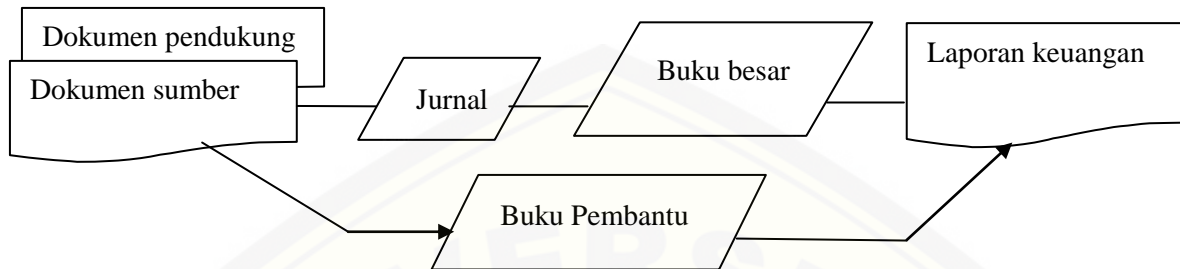 Dokumen pendukung
Dokumen sumber
Jurnal
Buku besar
Laporan keuangan
Buku Pembantu